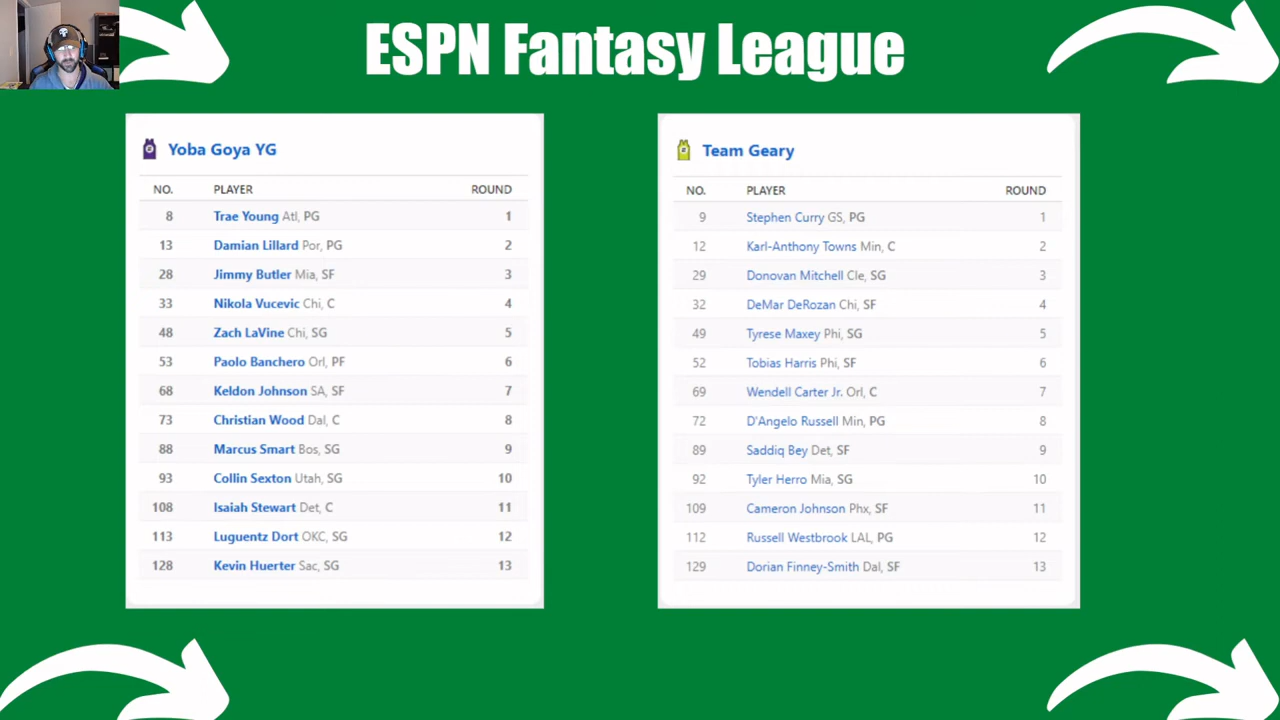 ESPN Fantasy League
Yoba Goya YG
NO. PLAYER ROUND
8 Trae Young Atl, PG 1
13 Damian Lillard Por, PG 2
28 Jimmy Butler Mia, SF 3
33 Nikola Vucevic Chi, C 4
48 Zach LaVine Chi, SG 5
53 Paolo Banchero Orl, PF 6
68 Keldon Johnson SA, SF 7
73 Christian Wood Dal, C 8
88 Marcus Smart Bos, SG 9
93 Collin Sexton Utah, SG 10
108 Isaiah Stewart Det, C 11
113 Luguentz Dort OKC, SG 12
128 Kevin Huerter Sac, SG 13
Team Geary
NO. PLAYER ROUND
9 Stephen Curry GS, PG 1
12 Karl-Anthony Towns Min, C 2
29 Donovan Mitchell Cle, SG 3
32 DeMar DeRozan Chi, SF 4
49 Tyrese Maxey Phi, SG 5
52 Tobias Harris Phi, SF 6
69 Wendell Carter Jr. Orl, C 7
72 D'Angelo Russell Min, PG 8
89 Saddiq Bey Det, SF 9
92 Tyler Herro Mia, SG 10
109 Cameron Johnson Phx, SF 11
112 Russell Westbrook LAL, PG 12
129 Dorian Finney-Smith Dal, SF 13